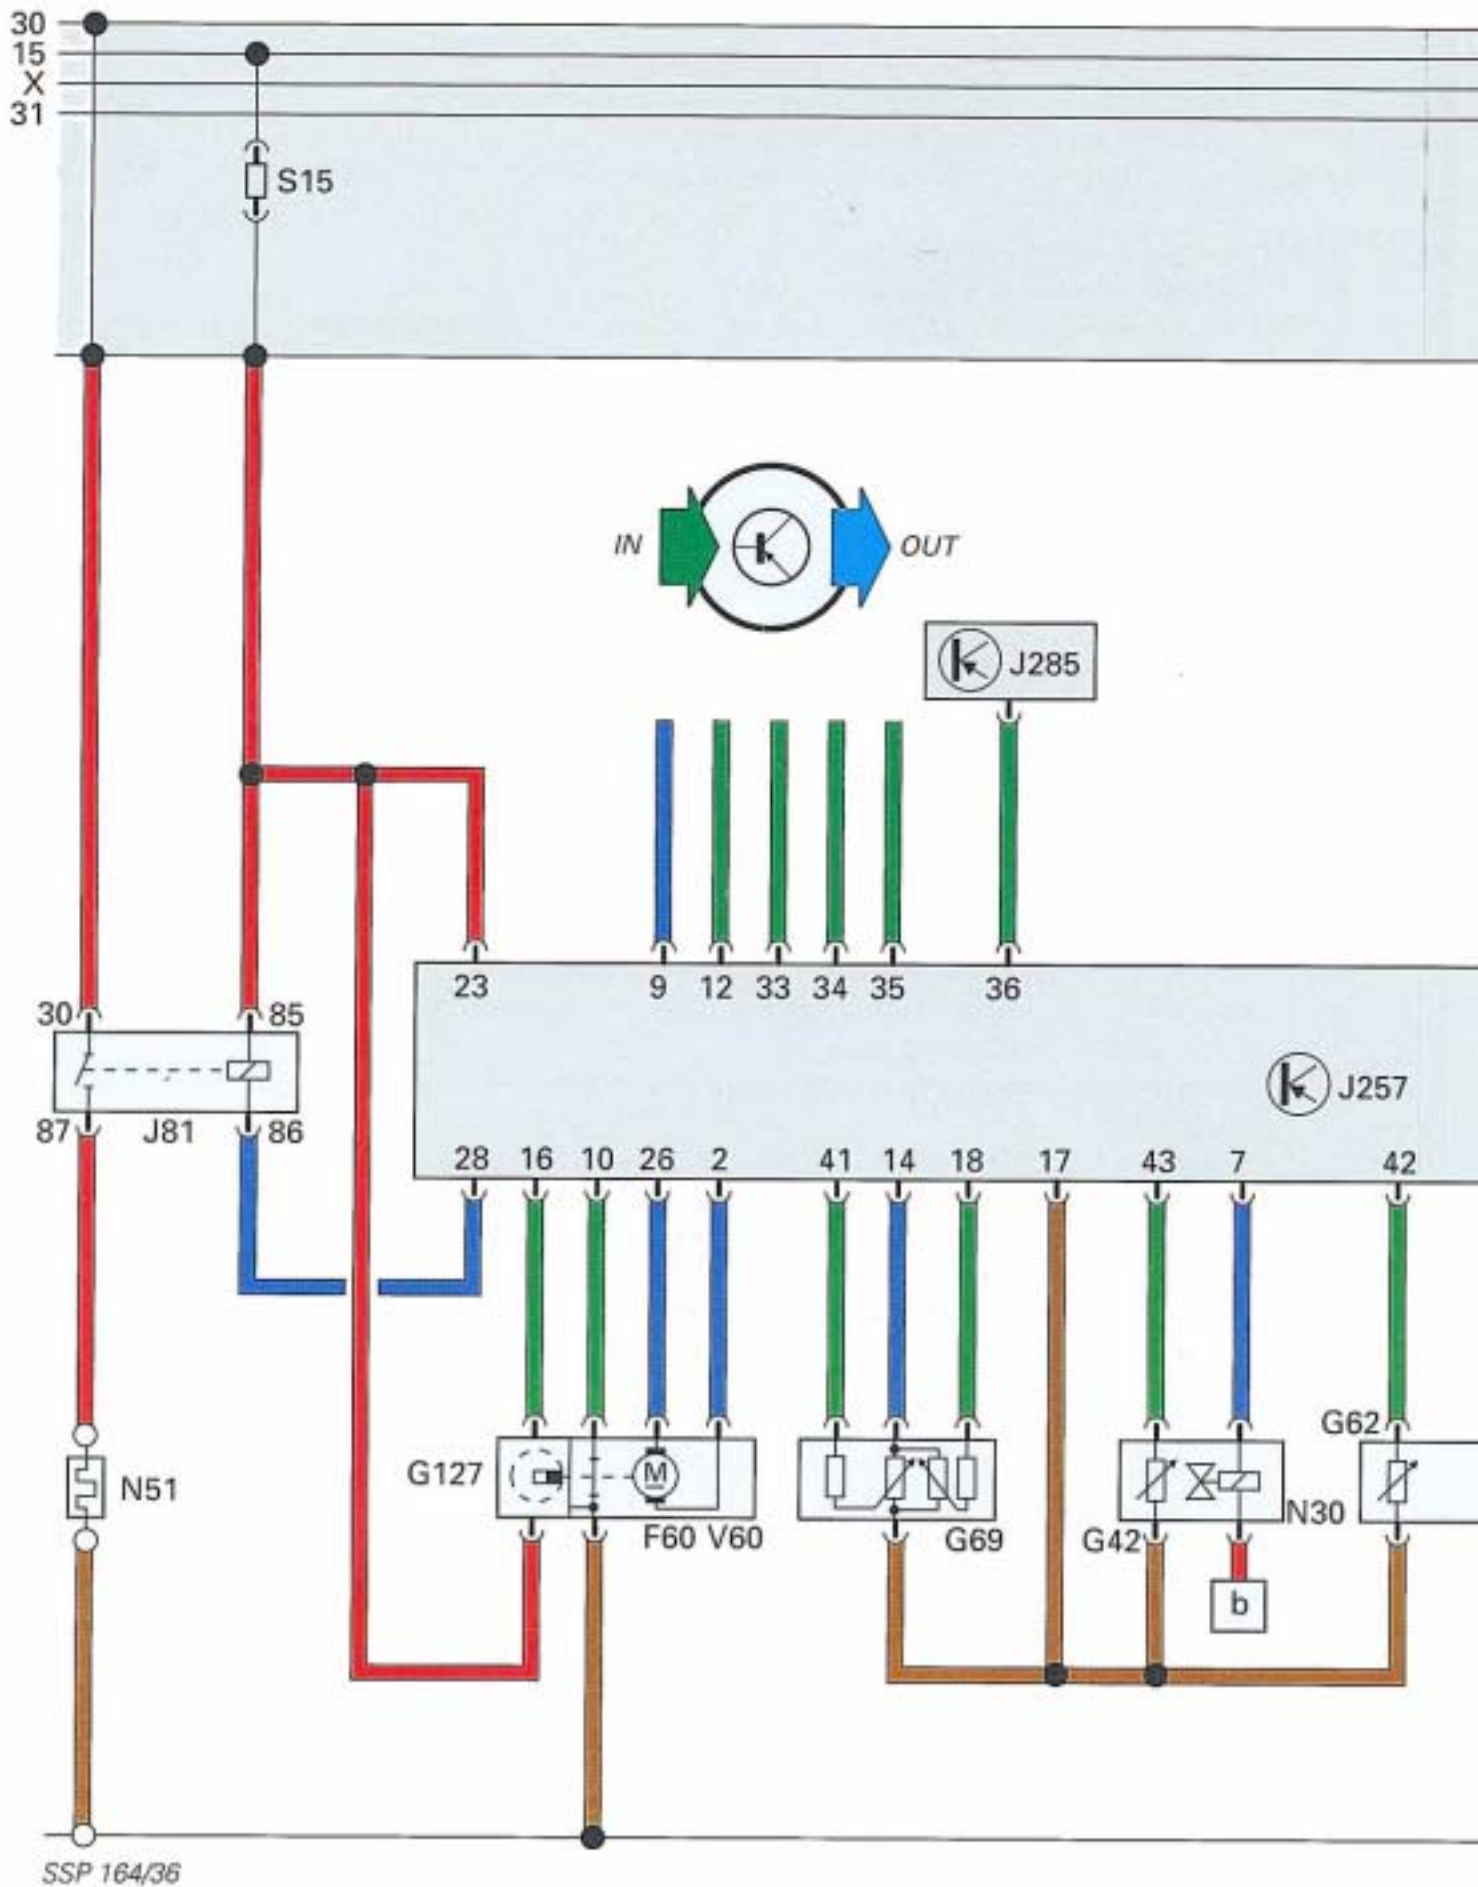 30
15
X
31
S15
IN OUT
J285
23 9 12 33 34 35 36
30 85
J257
87 J81 86
28 16 10 26 2 41 14 18 17 43 7 42
G62
G127 M
N51
N30
F60 V60 G69 G42
b
SSP 164/36